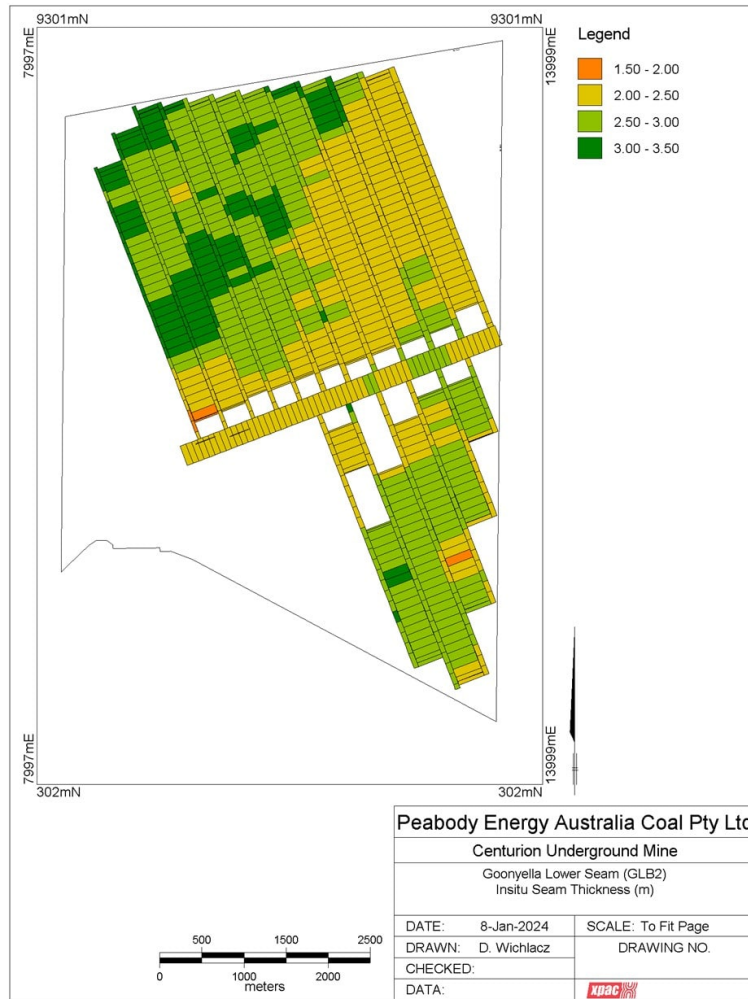 9301mN
9301mN
7997mE
13999mE
Legend
1.50 - 2.00
2.00 - 2.50
2.50 - 3.00
3.00 - 3.50
7997mE
13999mE
302mN
302mN
Peabody Energy Australia Coal Pty Ltd
Centurion Underground Mine
Goonyella Lower Seam (GLB2)
Insitu Seam Thickness (m)
DATE: 8-Jan-2024
SCALE: To Fit Page
DRAWN: D. Wichlacz
DRAWING NO.
CHECKED:
DATA:
xpac
500 1500 2500
0 1000 2000
meters